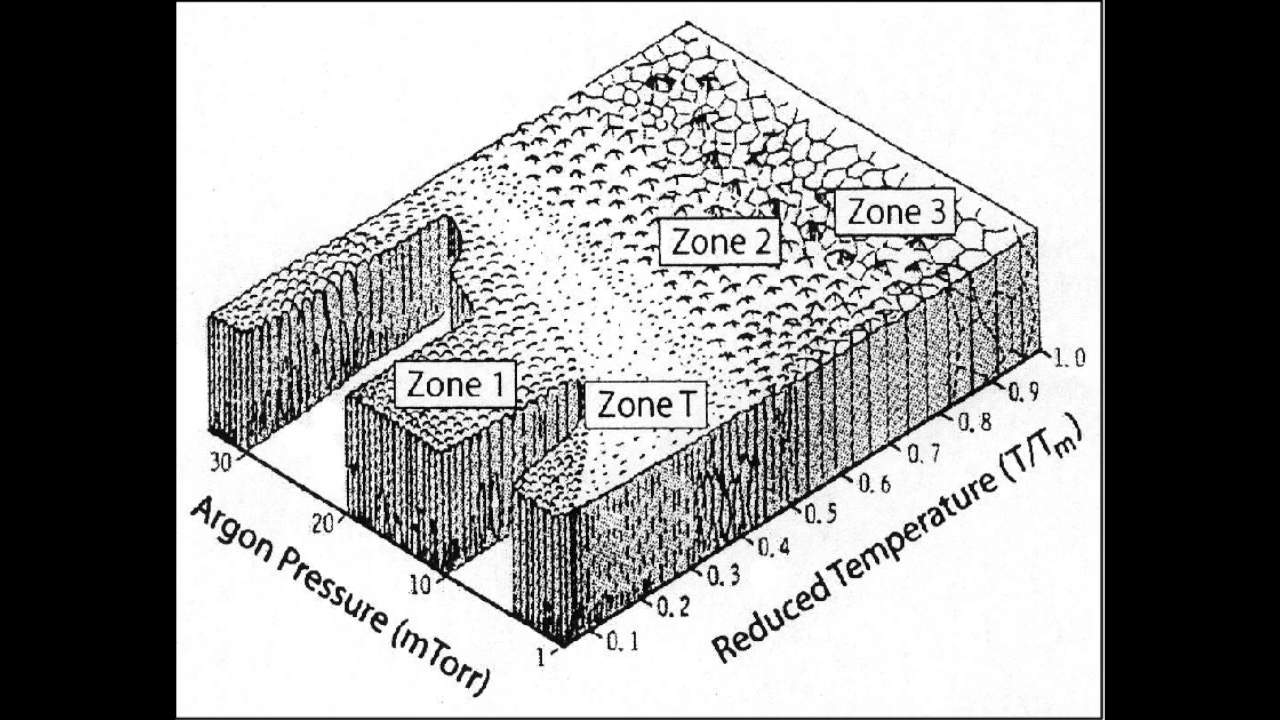 Zone 3
Zone 2
Zone 1
Zone T
1.0
0.9
0.8
0.7
0.6
0.5
0.4
0.3
0.2
0.1
30
20
10
1
Argon Pressure (mTorr)
Reduced Temperature (T/Tm)